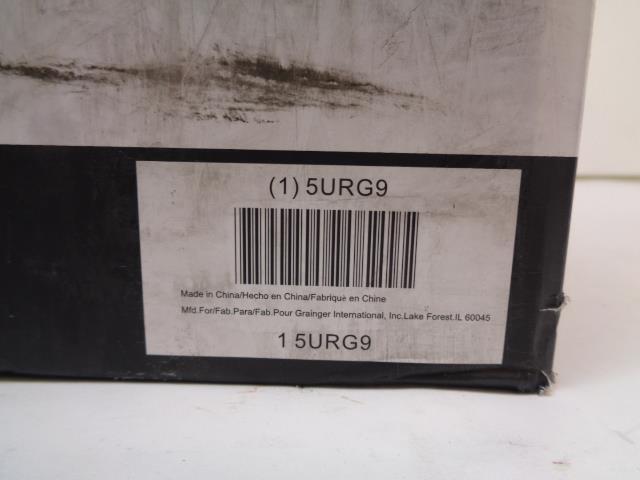 (1) 5URG9
Made in China/Hecho en China/Fabriqué en Chine
Mfd.For/Fab.Para/Fab.Pour Grainger International, Inc.Lake Forest.IL 60045
1 5URG9